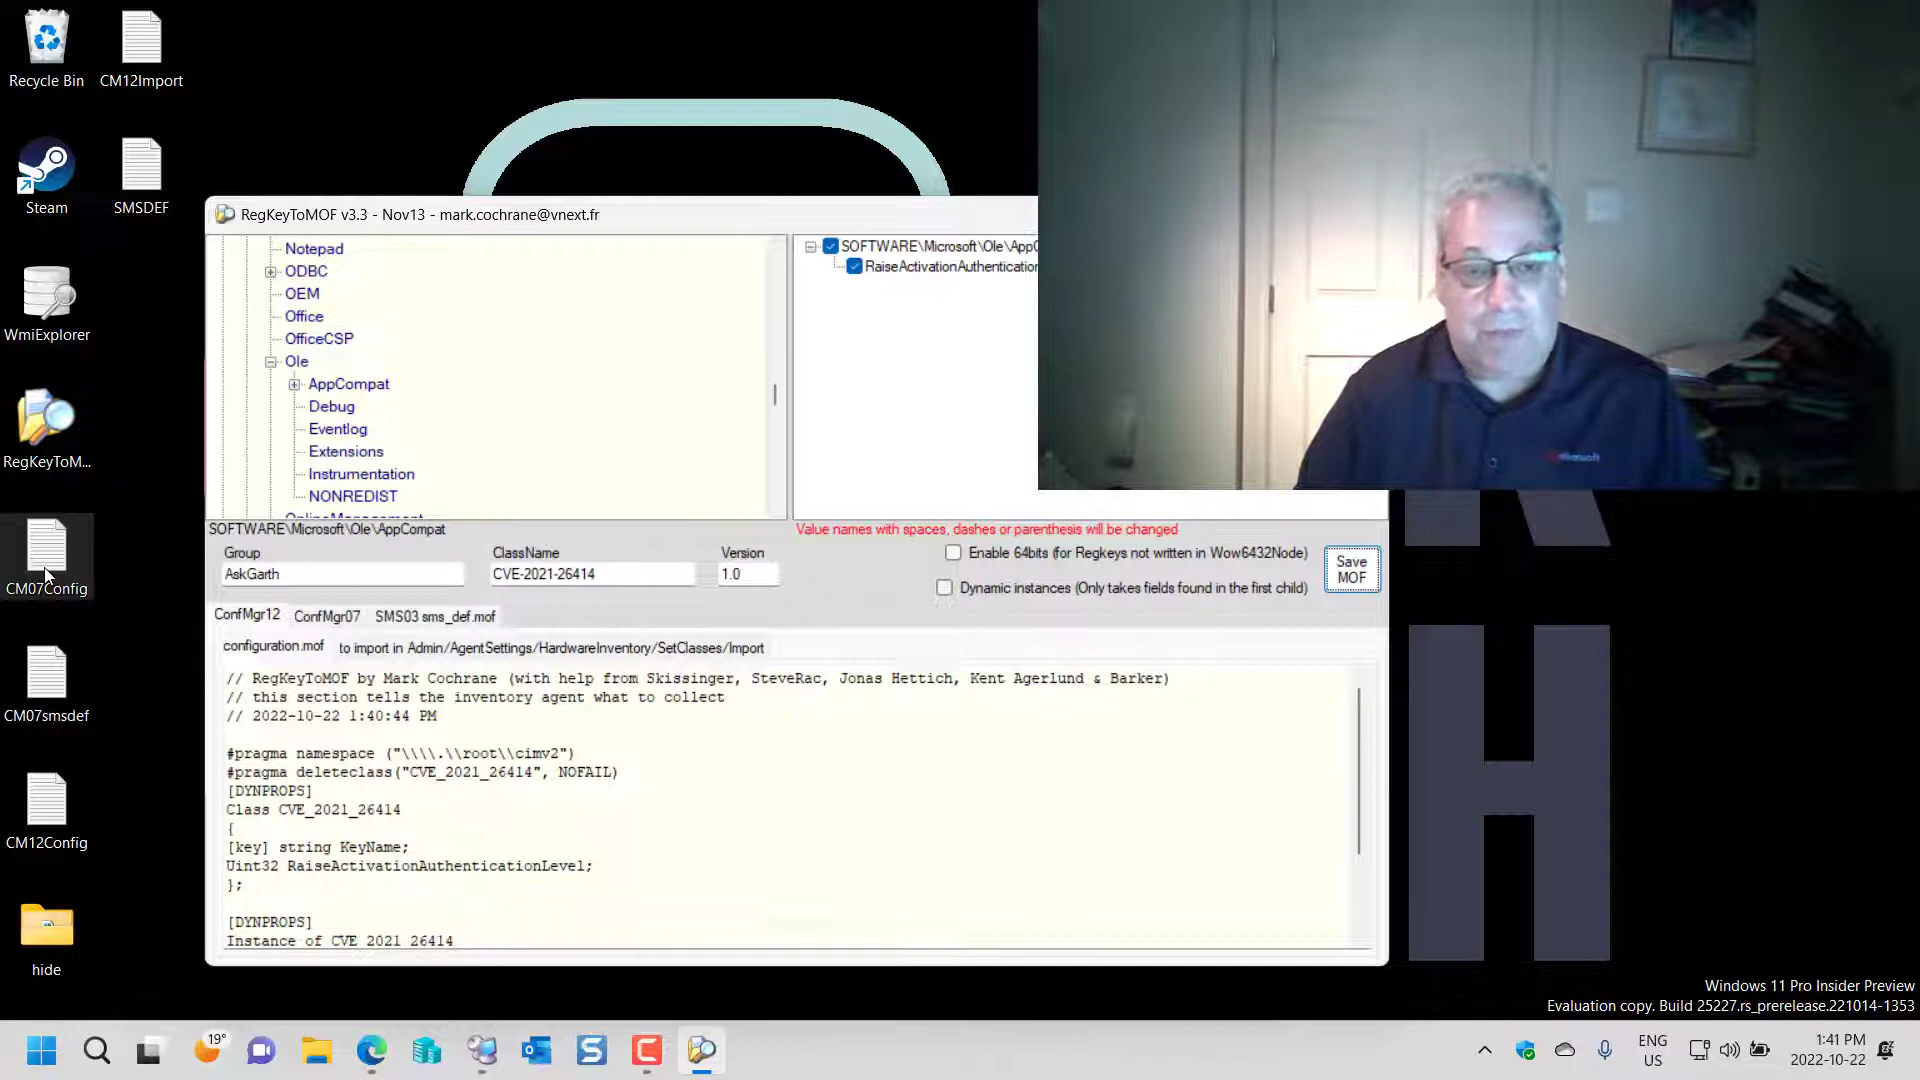 Recycle Bin
CM12Import
Steam
SMSDEF
WmiExplorer
RegKeyToM...
CM07Config
CM07smsdef
CM12Config
hide
RegKeyToMOF v3.3 - Nov13 - mark.cochrane@vnext.fr
Notepad
ODBC
OEM
Office
OfficeCSP
Ole
AppCompat
Debug
Eventlog
Extensions
Instrumentation
NONREDIST
SOFTWARE\Microsoft\Ole\AppC
RaiseActivationAuthentication
SOFTWARE\Microsoft\Ole\AppCompat
Value names with spaces, dashes or parenthesis will be changed
Group
ClassName
Version
AskGarth
CVE-2021-26414
1.0
Enable 64bits (for Regkeys not written in Wow6432Node)
Dynamic instances (Only takes fields found in the first child)
Save
MOF
ConfMgr12
ConfMgr07
SMS03 sms_def.mof
configuration.mof
to import in Admin/AgentSettings/HardwareInventory/SetClasses/Import
// RegKeyToMOF by Mark Cochrane (with help from Skissinger, SteveRac, Jonas Hettich, Kent Agerlund & Barker)
// this section tells the inventory agent what to collect
// 2022-10-22 1:40:44 PM
#pragma namespace ("\\\\.\\root\\cimv2")
#pragma deleteclass("CVE_2021_26414", NOFAIL)
[DYNPROPS]
Class CVE_2021_26414
{
[key] string KeyName;
Uint32 RaiseActivationAuthenticationLevel;
};
[DYNPROPS]
Instance of CVE_2021_26414
Windows 11 Pro Insider Preview
Evaluation copy. Build 25227.rs_prerelease.221014-1353
19°
S
C
ENG
US
1:41 PM
2022-10-22